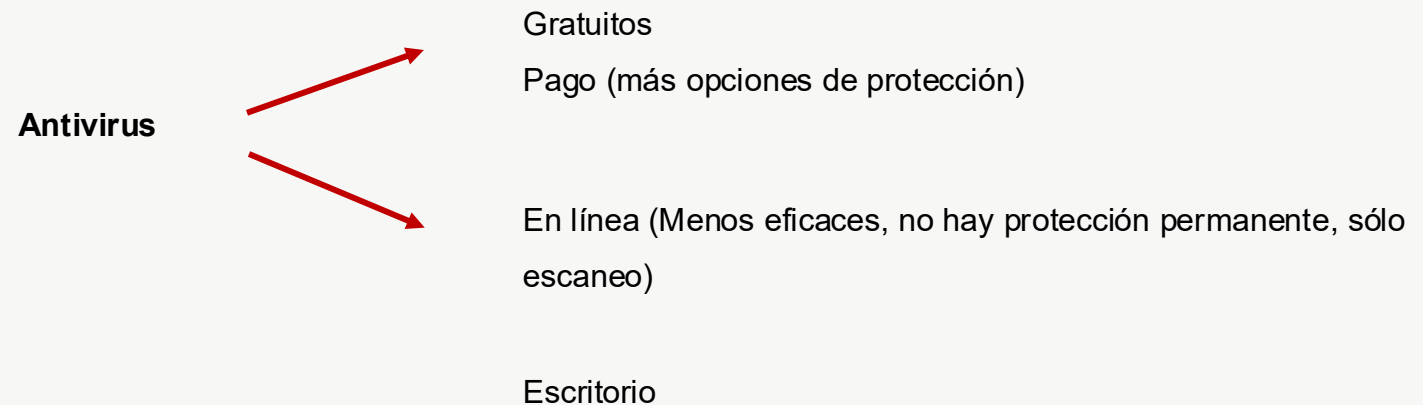 Gratuitos
Pago (más opciones de protección)
Antivirus
En línea (Menos eficaces, no hay protección permanente, sólo
escaneo)
Escritorio